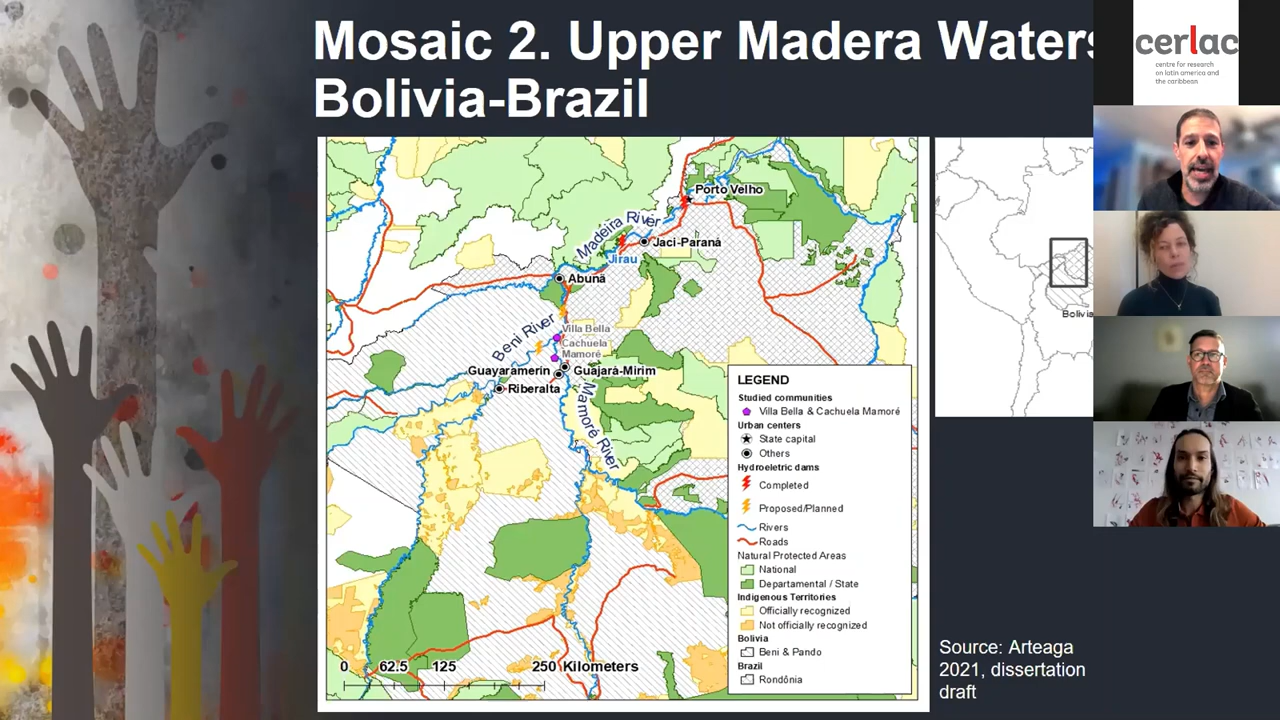 Mosaic 2. Upper Madera Waters
Bolivia-Brazil
cerlac
centre for research
on latin america and
the caribbean
Porto Velho
Madeira River
Jaci-Paraná
Jirau
Abunã
Beni River
Villa Bella
Cachuela
Mamoré
Guayaramerin
Guajará-Mirim
Riberalta
Mamoré River
Bolivia
LEGEND
Studied communities
Villa Bella & Cachuela Mamoré
Urban centers
State capital
Others
Hydroeletric dams
Completed
Proposed/Planned
Rivers
Roads
Natural Protected Areas
National
Departamental / State
Indigenous Territories
Officially recognized
Not officially recognized
Bolivia
Beni & Pando
Brazil
Rondônia
0 62.5 125 250 Kilometers
Source: Arteaga
2021, dissertation
draft